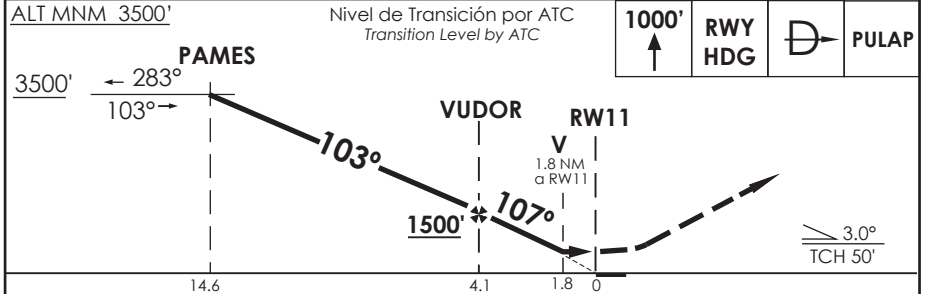 ALT MNM 3500'
Nivel de Transición por ATC
Transition Level by ATC
1000'
RWY
HDG
D
PULAP
PAMES
3500'
← 283°
103° →
VUDOR
RW11
V
1.8 NM
a RW11
103°
107°
1500'
3.0°
TCH 50'
14.6
4.1
1.8
0